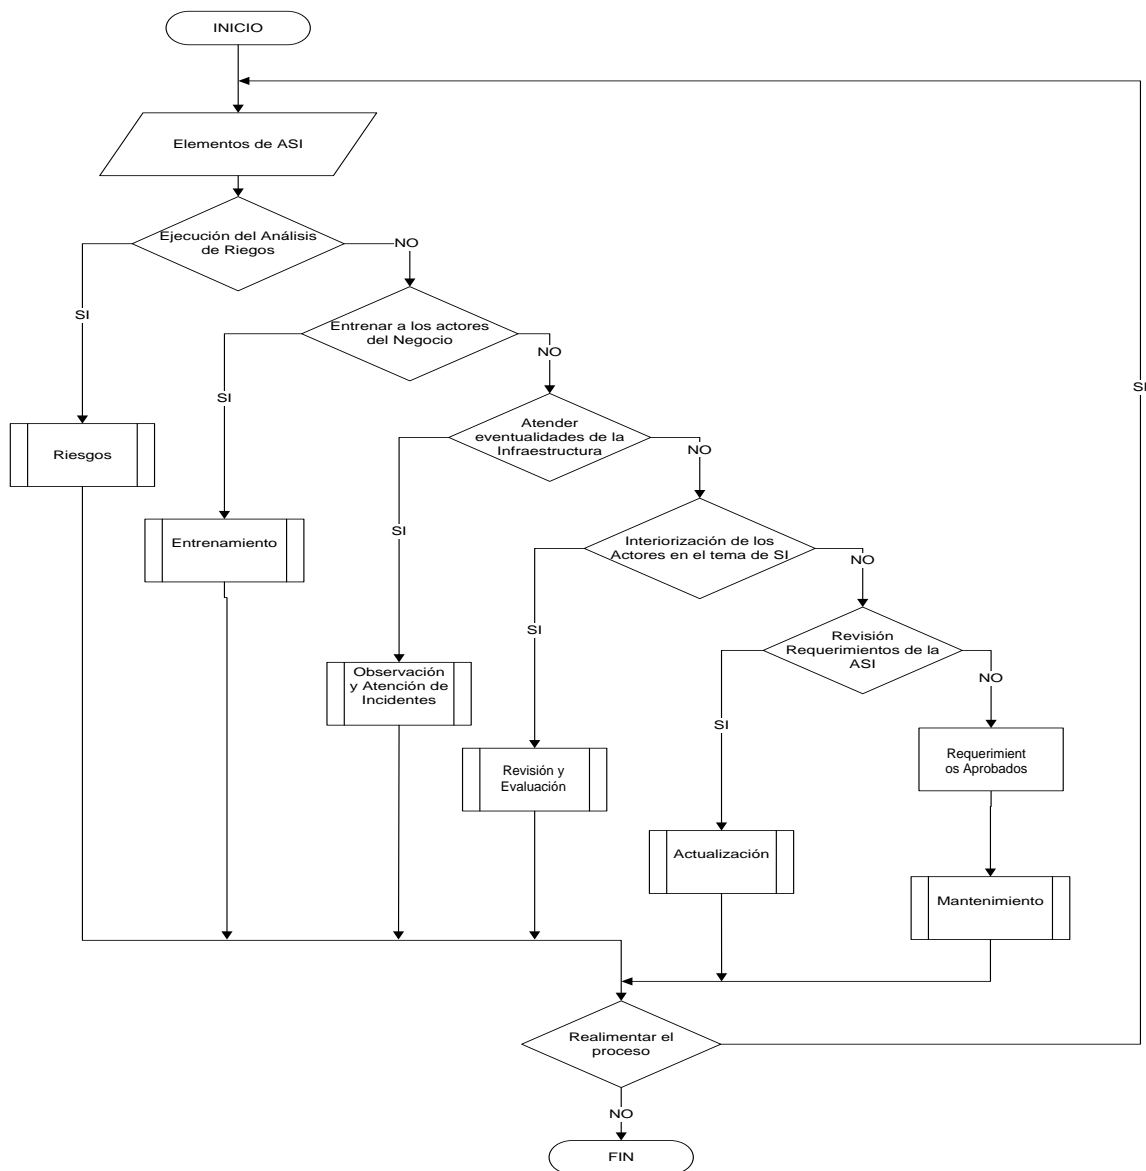 INICIO
Elementos de ASI
Ejecución del Análisis
de Riegos
NO
SI
Entrenar a los actores
del Negocio
NO
SI
Atender
eventualidades de la
Infraestructura
NO
SI
Riesgos
Interiorización de los
Actores en el tema de SI
NO
SI
Entrenamiento
Revisión
Requerimientos de la
ASI
NO
SI
Observación
y Atención de
Incidentes
Requerimient
os Aprobados
Revisión y
Evaluación
Actualización
Mantenimiento
Realimentar el
proceso
SI
NO
FIN